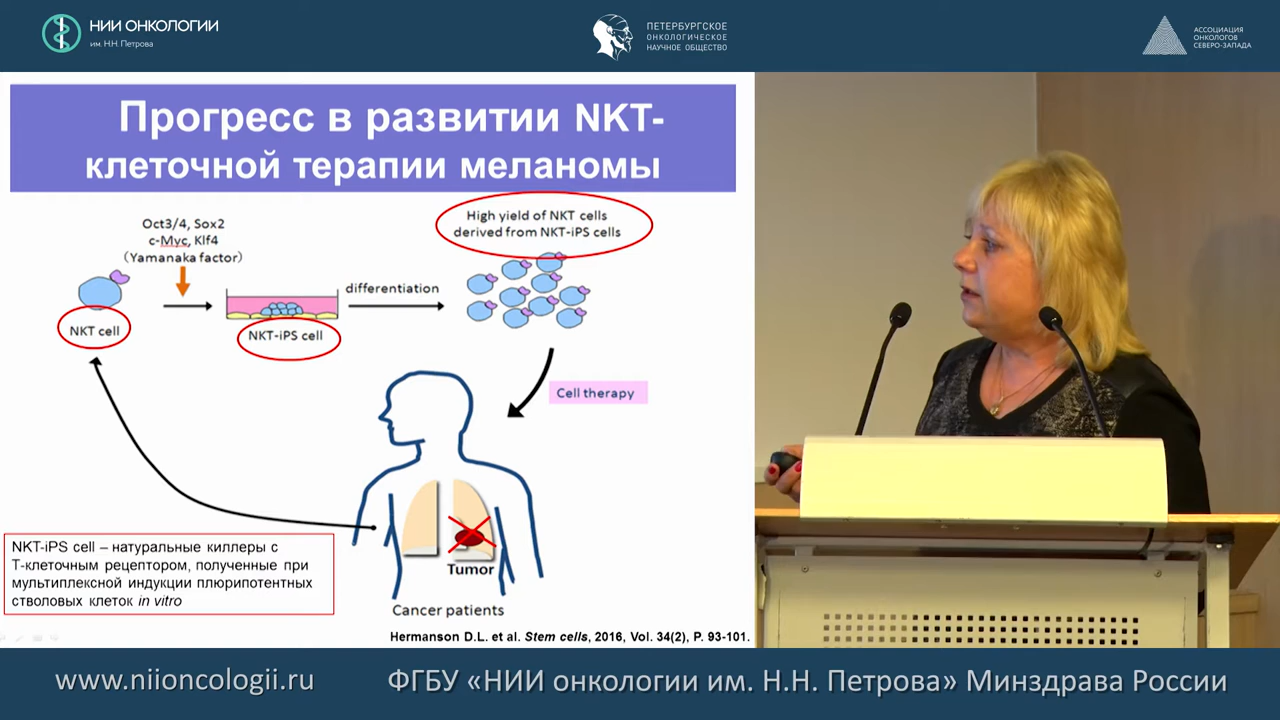 НИИ ОНКОЛОГИИ
им. Н.Н. Петрова
ПЕТЕРБУРГСКОЕ
ОНКОЛОГИЧЕСКОЕ
НАУЧНОЕ ОБЩЕСТВО
АССОЦИАЦИЯ
ОНКОЛОГОВ
СЕВЕРО-ЗАПАДА
Прогресс в развитии NKT-
клеточной терапии меланомы
Oct3/4, Sox2
c-Myc, Klf4
(Yamanaka factor)
High yield of NKT cells
derived from NKT-iPS cells
differentiation
NKT cell
NKT-iPS cell
Cell therapy
Tumor
Cancer patients
NKT-iPS cell – натуральные киллеры с
Т-клеточным рецептором, полученные при
мультиплексной индукции плюрипотентных
стволовых клеток in vitro
Hermanson D.L. et al. Stem cells, 2016, Vol. 34(2), P. 93-101.
www.niioncologii.ru
ФГБУ «НИИ онкологии им. Н.Н. Петрова» Минздрава России